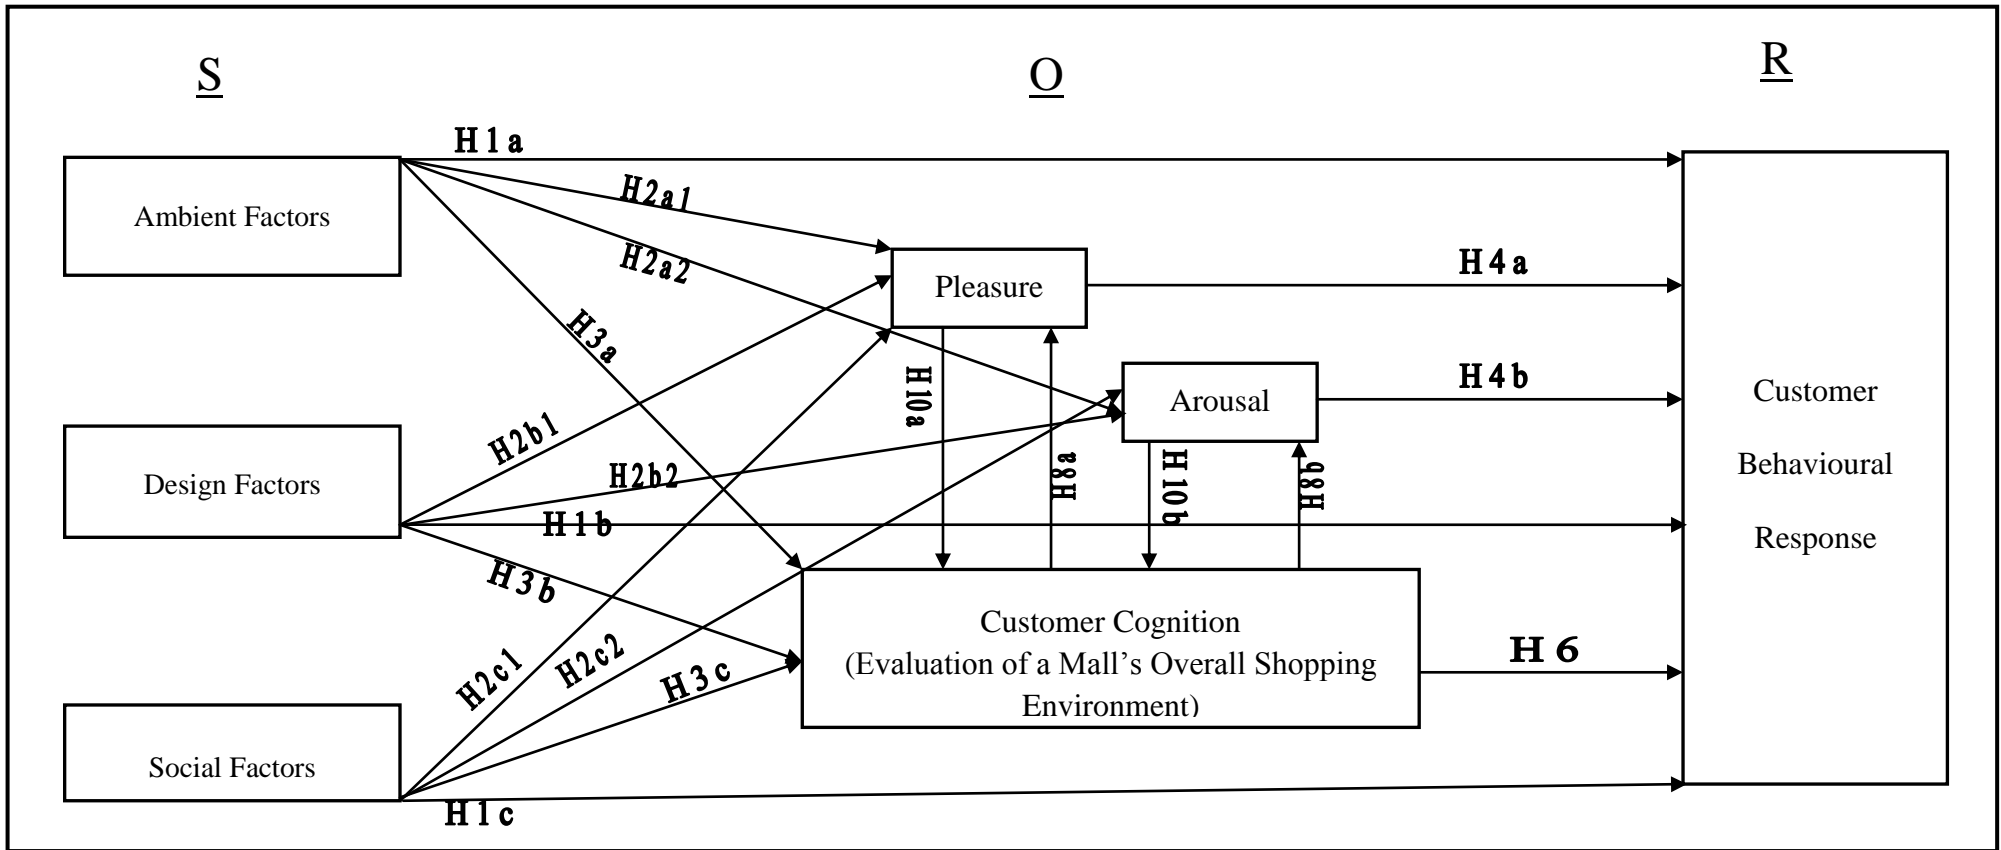 S
O
R
H1a
Ambient Factors
H2a1
H2a2
H3a
Pleasure
H4a
H10a
H8a
Arousal
H4b
H10b
H8b
Design Factors
H2b1
H2b2
H1b
H3b
Customer
Behavioural
Response
Customer Cognition
(Evaluation of a Mall’s Overall Shopping
Environment)
H6
Social Factors
H2c1
H2c2
H3c
H1c